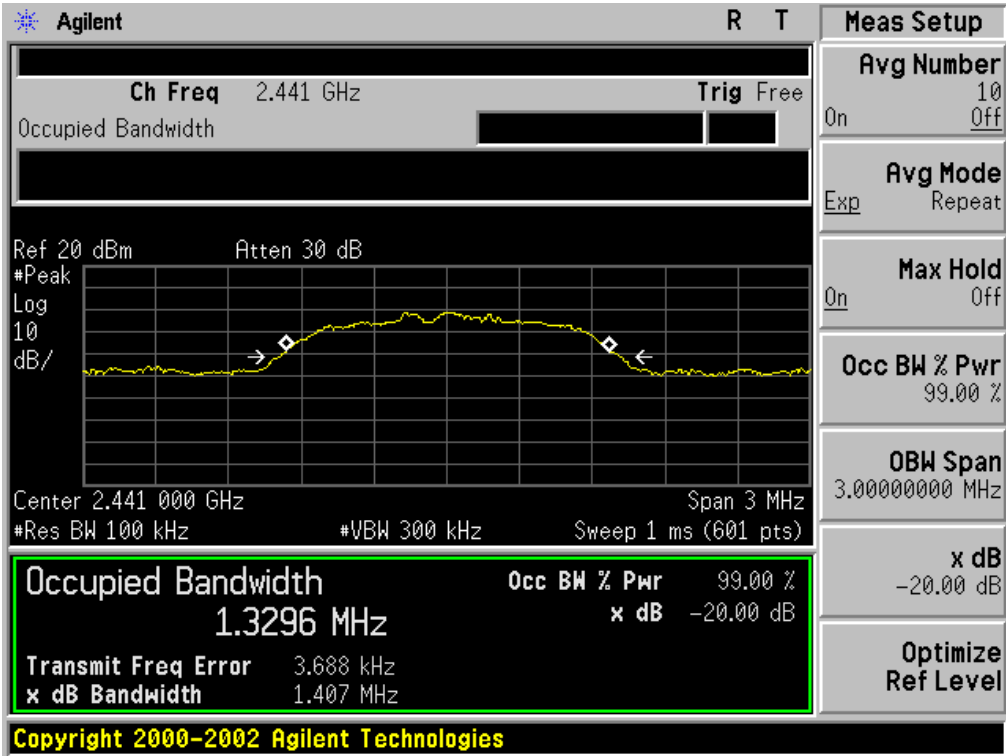 Agilent R T
Ch Freq 2.441 GHz Trig Free
Occupied Bandwidth
Ref 20 dBm Atten 30 dB
#Peak
Log
10
dB/
Center 2.441 000 GHz Span 3 MHz
#Res BW 100 kHz #VBW 300 kHz Sweep 1 ms (601 pts)
Occupied Bandwidth
1.3296 MHz
Occ BW % Pwr 99.00 %
x dB -20.00 dB
Transmit Freq Error 3.688 kHz
x dB Bandwidth 1.407 MHz
Copyright 2000-2002 Agilent Technologies
Meas Setup
Avg Number
10
On Off
Avg Mode
Exp Repeat
Max Hold
On Off
Occ BW % Pwr
99.00 %
OBW Span
3.00000000 MHz
x dB
-20.00 dB
Optimize
Ref Level